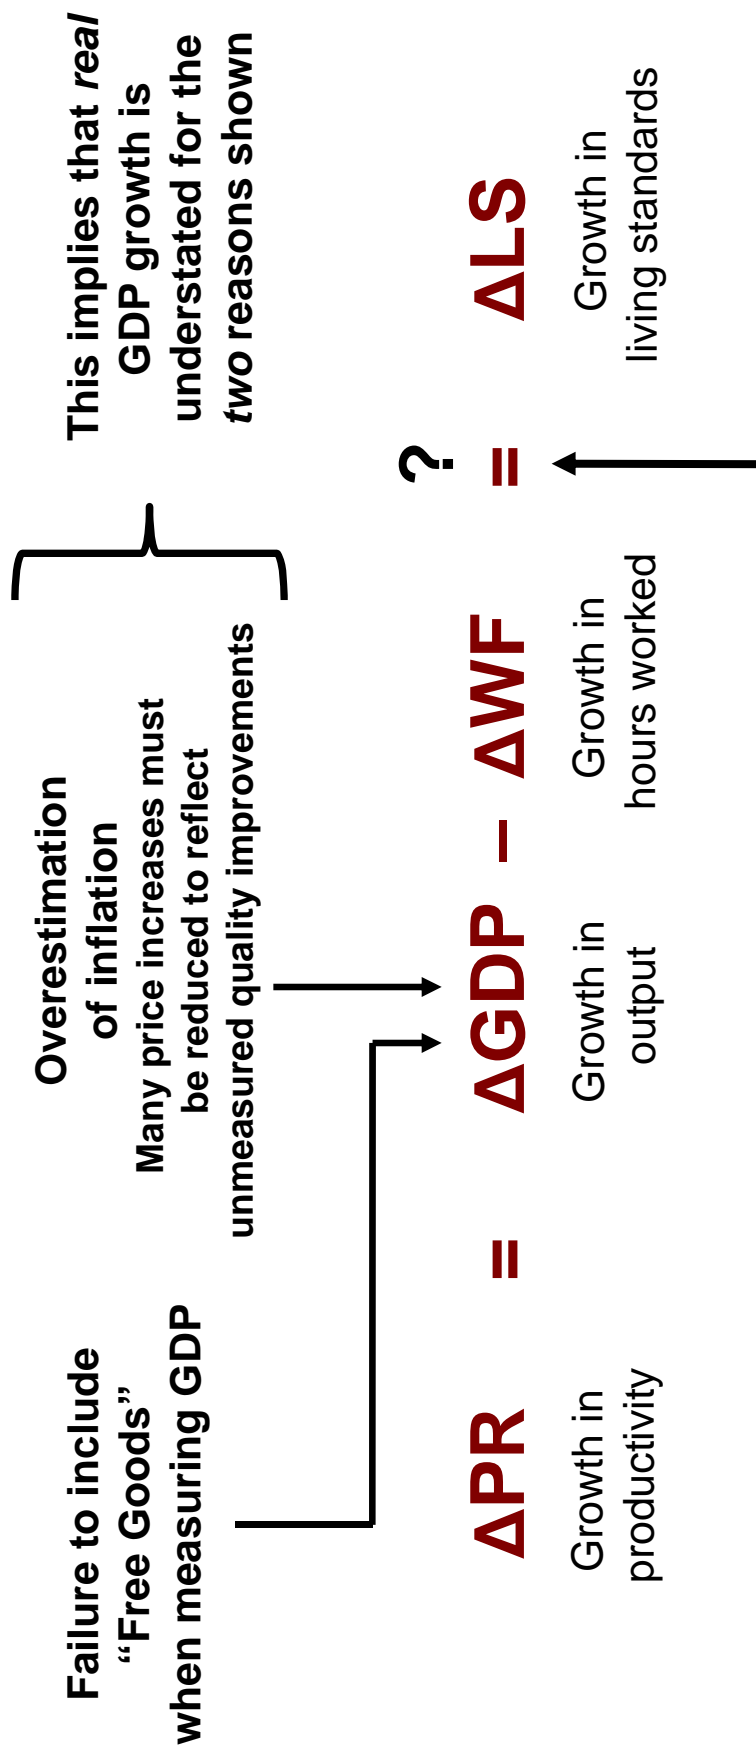 Failure to include
“Free Goods”
when measuring GDP
Overestimation
of inflation
Many price increases must
be reduced to reflect
unmeasured quality improvements
This implies that real
GDP growth is
understated for the
two reasons shown
?
ΔPR = ΔGDP – ΔWF = ΔLS
Growth in
productivity
Growth in
output
Growth in
hours worked
Growth in
living standards